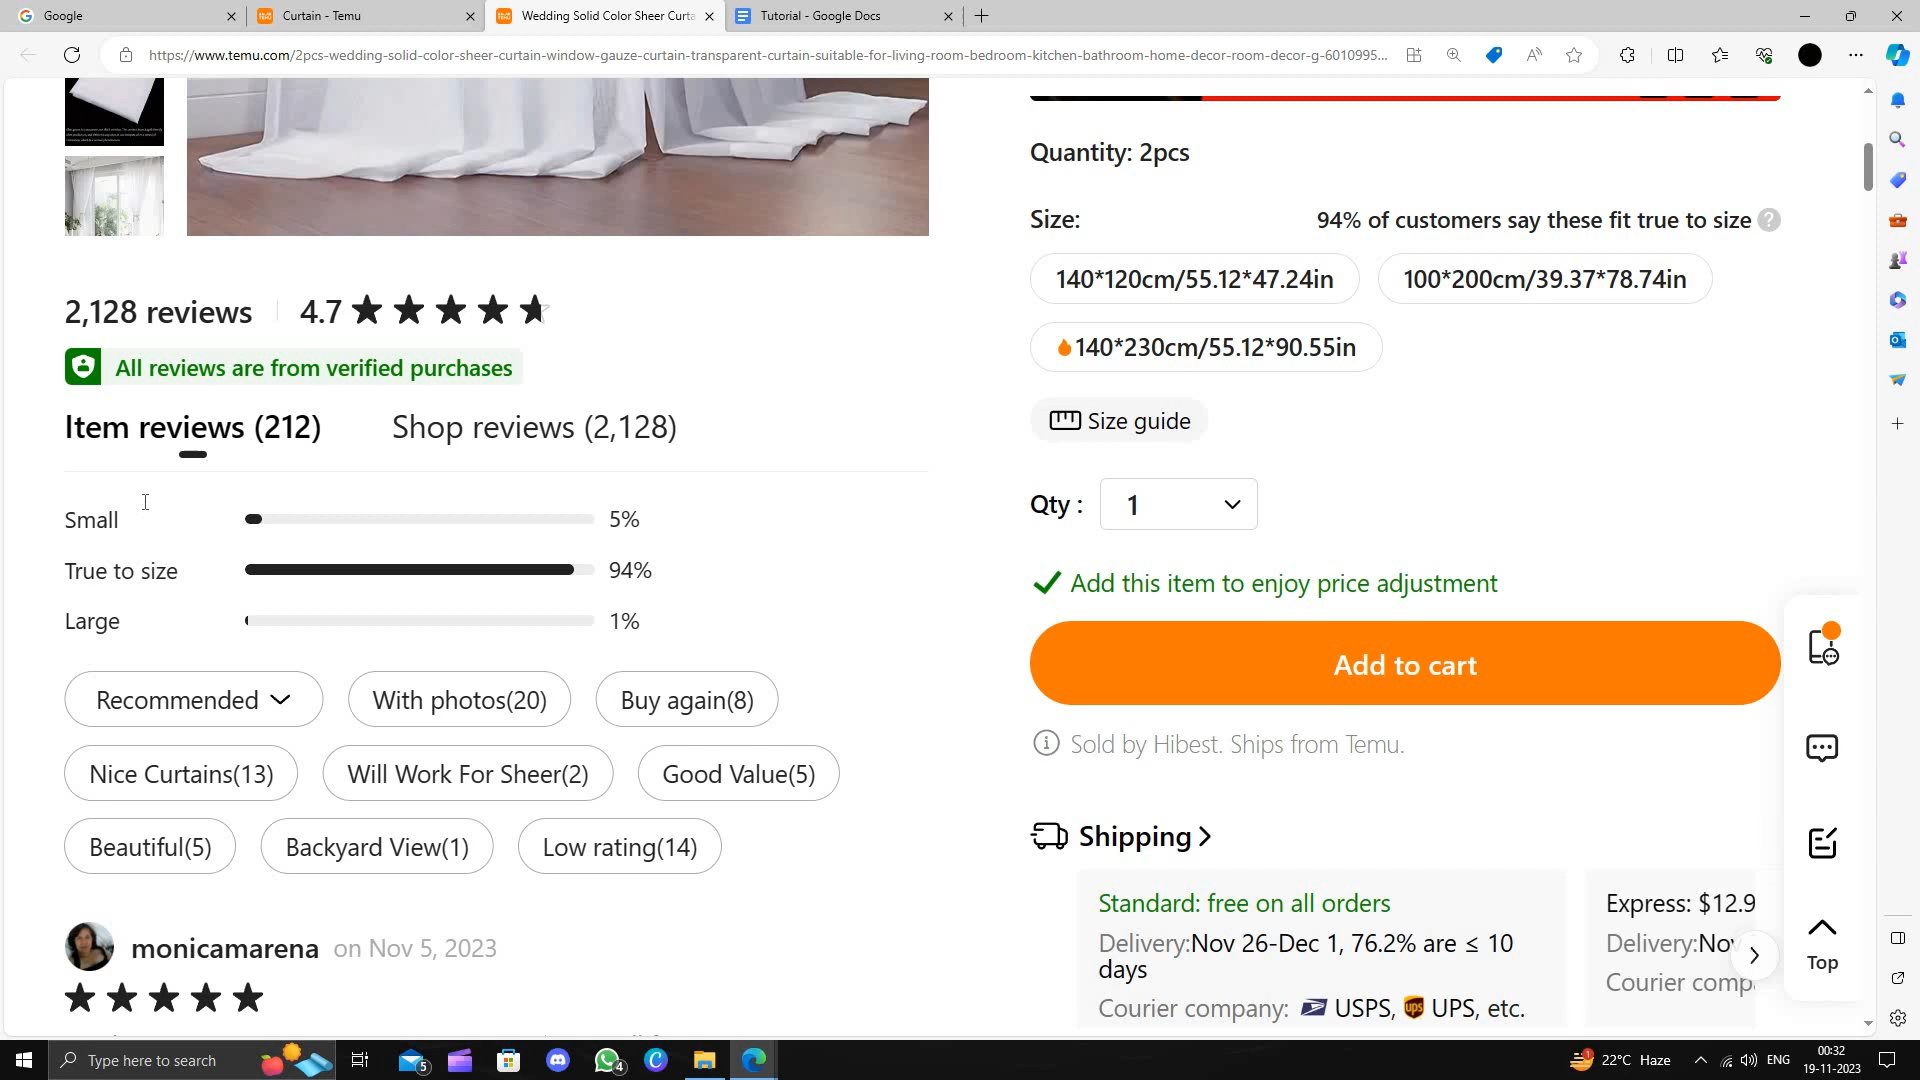 Google
Curtain - Temu
Wedding Solid Color Sheer Curta
Tutorial - Google Docs
https://www.temu.com/2pcs-wedding-solid-color-sheer-curtain-window-gauze-curtain-transparent-curtain-suitable-for-living-room-bedroom-kitchen-bathroom-home-decor-room-decor-g-6010995...
Quantity: 2pcs
Size:
94% of customers say these fit true to size ?
140*120cm/55.12*47.24in
100*200cm/39.37*78.74in
140*230cm/55.12*90.55in
Size guide
Qty : 1
Add this item to enjoy price adjustment
Add to cart
Sold by Hibest. Ships from Temu.
Shipping
Standard: free on all orders
Delivery:Nov 26-Dec 1, 76.2% are ≤ 10
days
Courier company: USPS, UPS, etc.
Express: $12.9
Delivery:Nov
Courier comp
Top
2,128 reviews
4.7
All reviews are from verified purchases
Item reviews (212)
Shop reviews (2,128)
Small 5%
True to size 94%
Large 1%
Recommended
With photos(20)
Buy again(8)
Nice Curtains(13)
Will Work For Sheer(2)
Good Value(5)
Beautiful(5)
Backyard View(1)
Low rating(14)
monicamarena on Nov 5, 2023
Type here to search
5
4
1
22°C Haze
ENG
00:32
19-11-2023